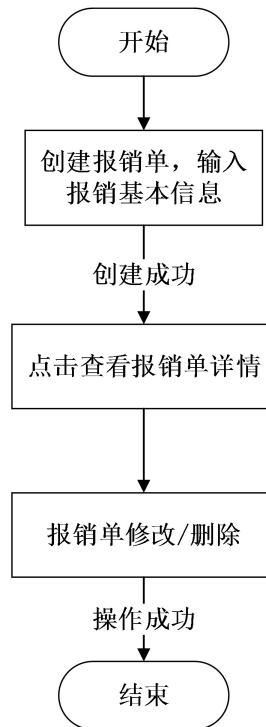 开始
创建报销单，输入
报销基本信息
创建成功
点击查看报销单详情
报销单修改/删除
操作成功
结束